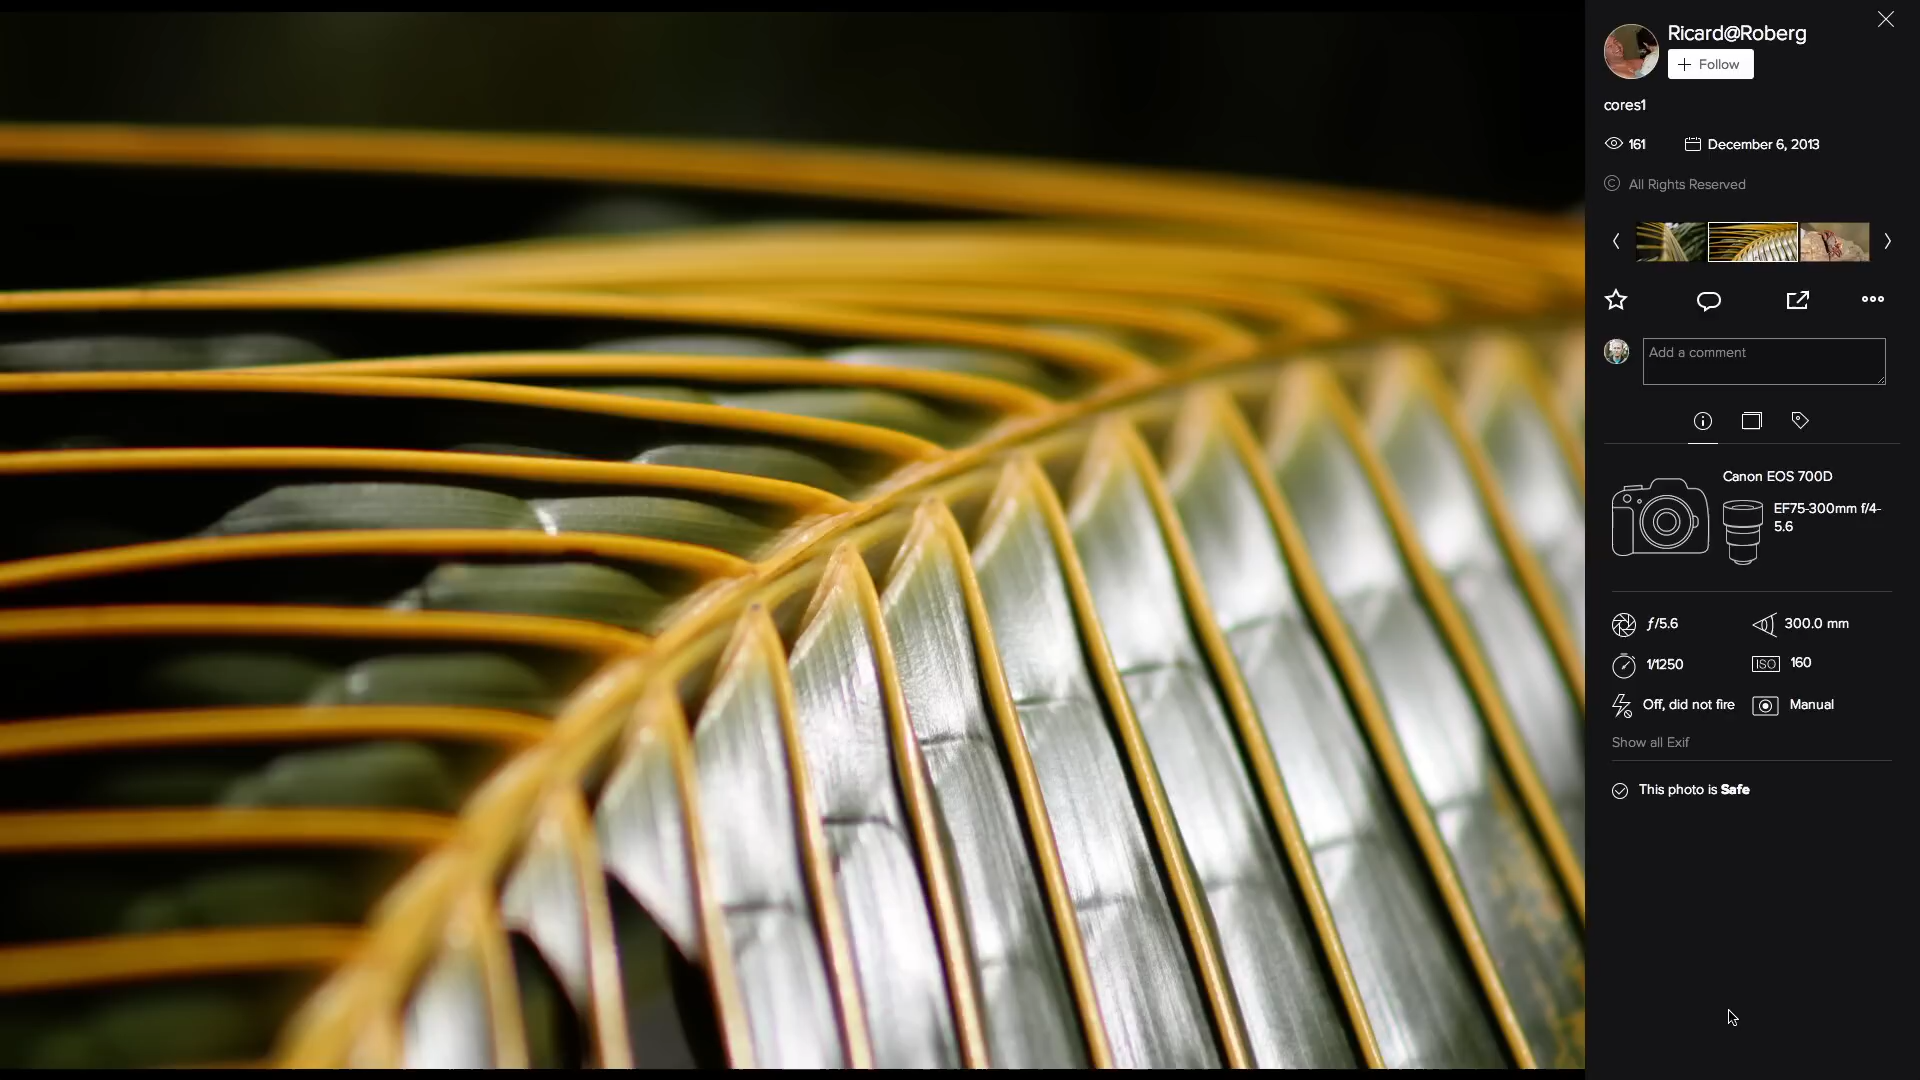 Ricard@Roberg
Follow
cores1
161
December 6, 2013
All Rights Reserved
Add a comment
Canon EOS 700D
EF75-300mm f/4-
5.6
ƒ/5.6
300.0 mm
1/1250
ISO
160
Off, did not fire
Manual
Show all Exif
This photo is Safe